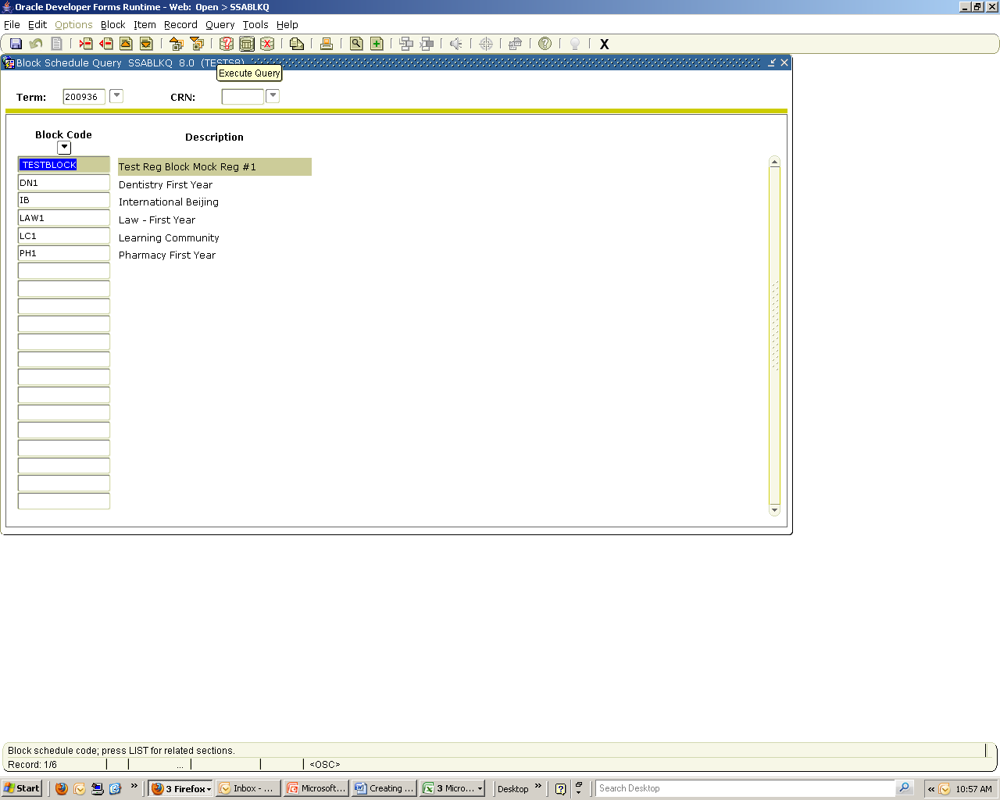 Oracle Developer Forms Runtime - Web: Open > SSABLKQ
File Edit Options Block Item Record Query Tools Help
Block Schedule Query SSABLKQ 8.0 (TESTS8)
Execute Query
Term: 200936 CRN:
Block Code Description
TESTBLOCK Test Reg Block Mock Reg #1
DN1 Dentistry First Year
IB International Beijing
LAW1 Law - First Year
LC1 Learning Community
PH1 Pharmacy First Year
Block schedule code; press LIST for related sections.
Record: 1/6 ... <OSC>
Start 3 Firefox Inbox - ... Microsoft... Creating ... 3 Micro... Desktop Search Desktop 10:57 AM